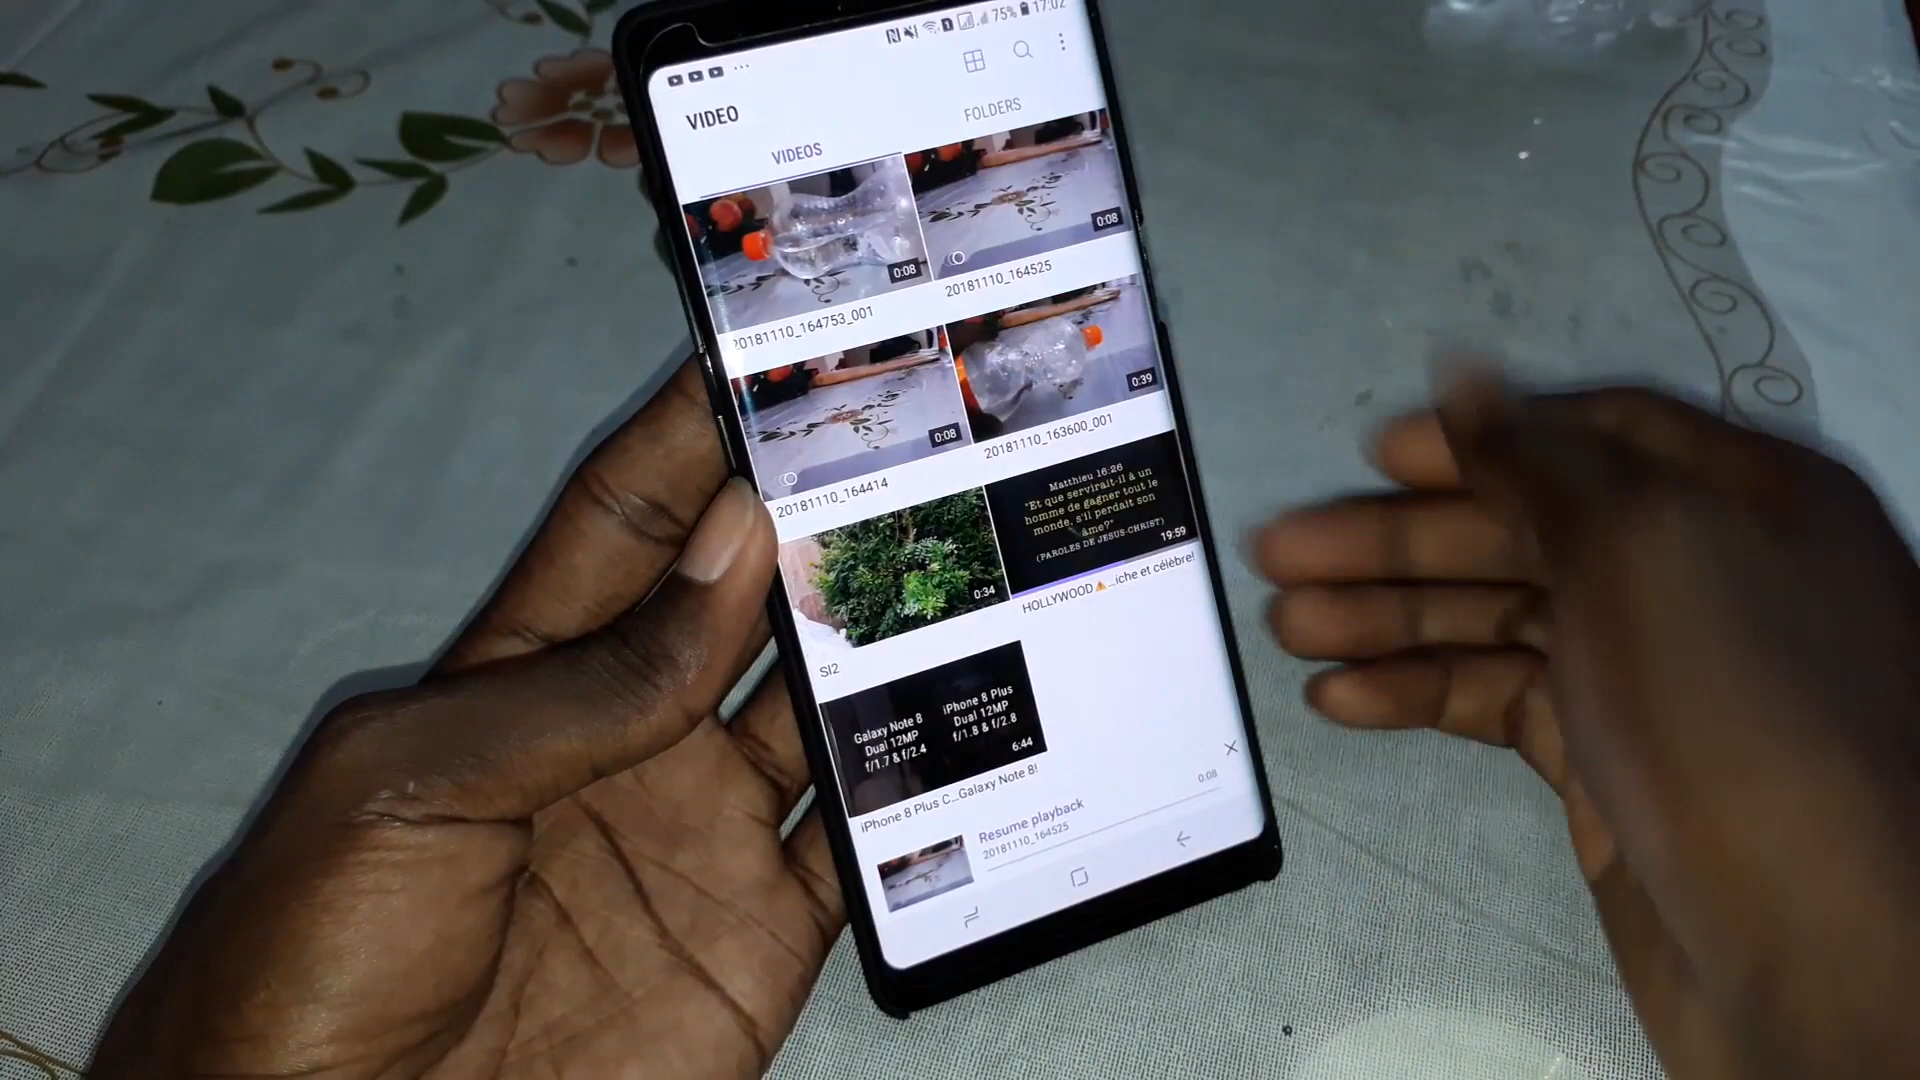 75% 17:02
VIDEO
VIDEOS
FOLDERS
0:08
0:08
20181110_164753_001
20181110_164525
0:08
0:39
20181110_164414
20181110_163600_001
0:34
Matthieu 16:26
"Et que servirait-il à un
homme de gagner tout le
monde, s'il perdait son
âme?"
(PAROLES DE JESUS-CHRIST)
19:59
SI2
HOLLYWOOD⚠...iche et célèbre!
Galaxy Note 8
Dual 12MP
f/1.7 & f/2.4
iPhone 8 Plus
Dual 12MP
f/1.8 & f/2.8
6:44
iPhone 8 Plus C...Galaxy Note 8!
Resume playback
20181110_164525
0:08